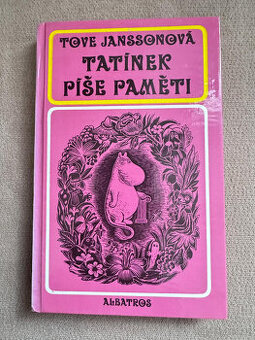 TOVE JANSSONOVÁ
TATÍNEK
PÍŠE PAMĚTI
ALBATROS